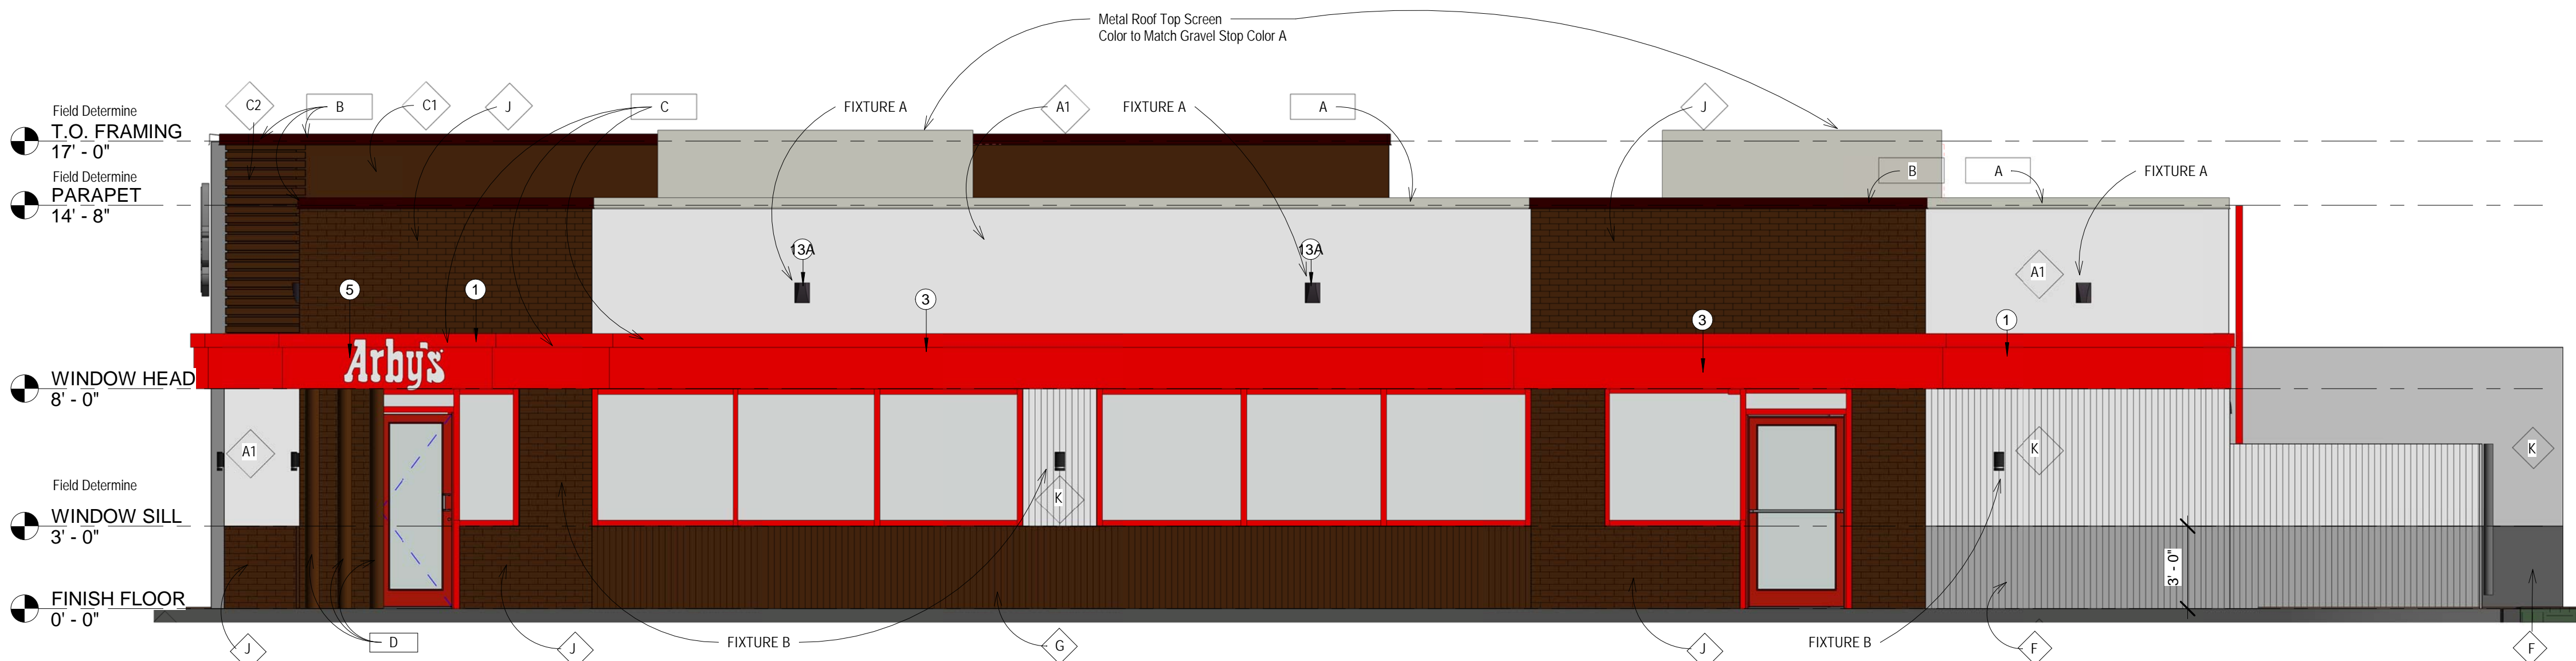 Metal Roof Top Screen
Color to Match Gravel Stop Color A
C2
B
C1
J
C
FIXTURE A
A1
FIXTURE A
A
J
Field Determine
T.O. FRAMING
17' - 0"
B
A
FIXTURE A
Field Determine
PARAPET
14' - 8"
13A
13A
A1
5
1
3
3
1
Arby's
WINDOW HEAD
8' - 0"
A1
K
K
K
Field Determine
WINDOW SILL
3' - 0"
3' - 0"
FINISH FLOOR
0' - 0"
J
D
J
FIXTURE B
G
J
FIXTURE B
F
F